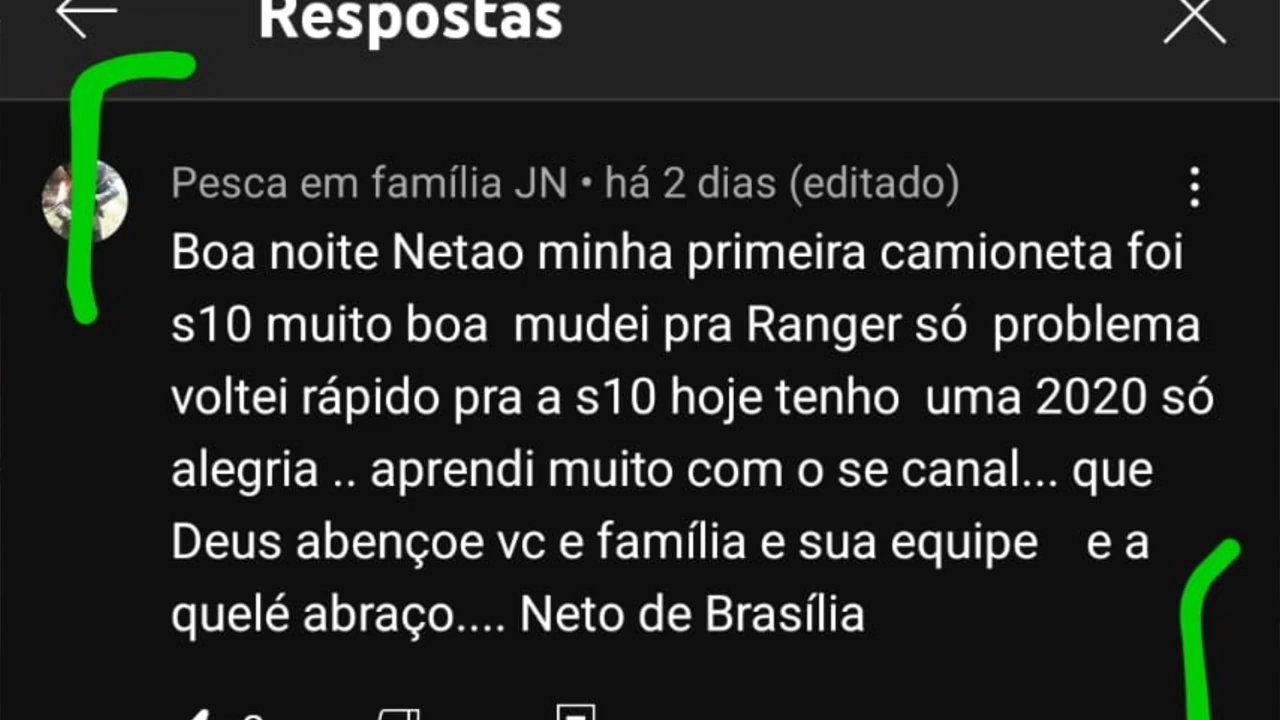 Respostas
Pesca em família JN • há 2 dias (editado)
Boa noite Netao minha primeira camioneta foi
s10 muito boa  mudei pra Ranger só  problema
voltei rápido pra a s10 hoje tenho  uma 2020 só
alegria .. aprendi muito com o se canal... que
Deus abençoe vc e família e sua equipe    e a
quelé abraço.... Neto de Brasília